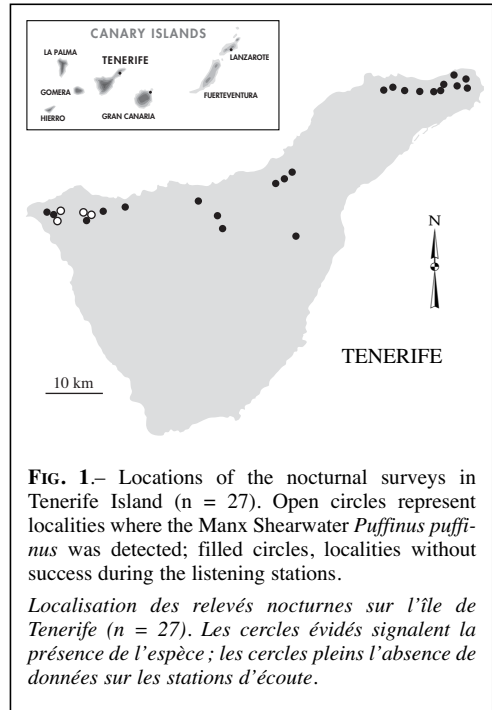 CANARY ISLANDS
LA PALMA
TENERIFE
LANZAROTE
GOMERA
FUERTEVENTURA
HIERRO
GRAN CANARIA
N
TENERIFE
10 km
FIG. 1.– Locations of the nocturnal surveys in
Tenerife Island (n = 27). Open circles represent
localities where the Manx Shearwater Puffinus puffi-
nus was detected; filled circles, localities without
success during the listening stations.
Localisation des relevés nocturnes sur l'île de
Tenerife (n = 27). Les cercles évidés signalent la
présence de l'espèce ; les cercles pleins l'absence de
données sur les stations d'écoute.